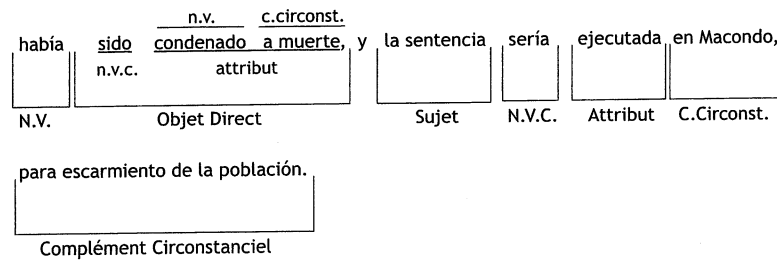 n.v. c.circonst.
había sido condenado a muerte, y la sentencia sería ejecutada en Macondo,
n.v.c. attribut
N.V. Objet Direct Sujet N.V.C. Attribut C.Circonst.
para escarmiento de la población.
Complément Circonstanciel